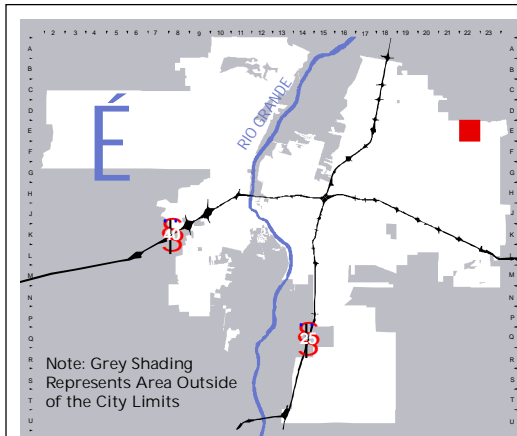 1 2 3 4 5 6 7 8 9 10 11 12 13 14 15 16 17 18 19 20 21 22 23
A A
B B
C C
D D
E E
F F
G G
H H
J J
K K
L L
M M
N N
P P
Q Q
R R
S S
T T
U U
É
RIO GRANDE
40
25
Note: Grey Shading
Represents Area Outside
of the City Limits